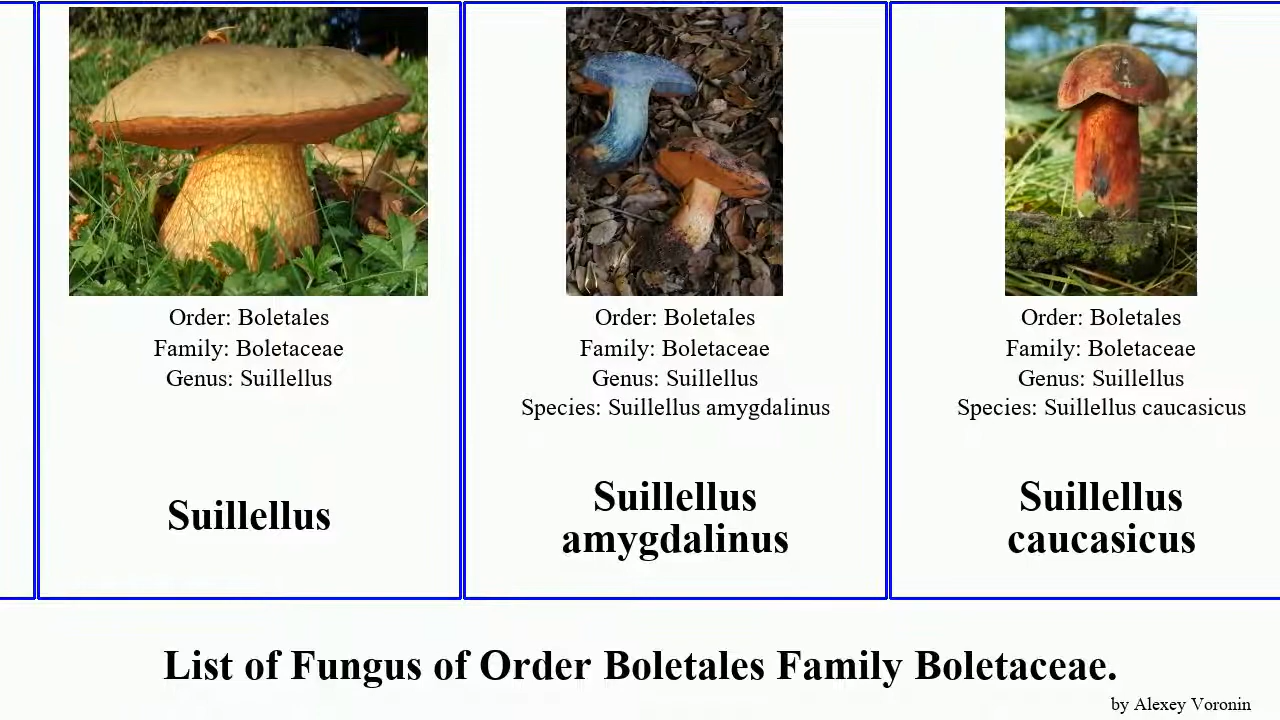 Order: Boletales
Family: Boletaceae
Genus: Suillellus
Suillellus
Order: Boletales
Family: Boletaceae
Genus: Suillellus
Species: Suillellus amygdalinus
Suillellus
amygdalinus
Order: Boletales
Family: Boletaceae
Genus: Suillellus
Species: Suillellus caucasicus
Suillellus
caucasicus
List of Fungus of Order Boletales Family Boletaceae.
by Alexey Voronin